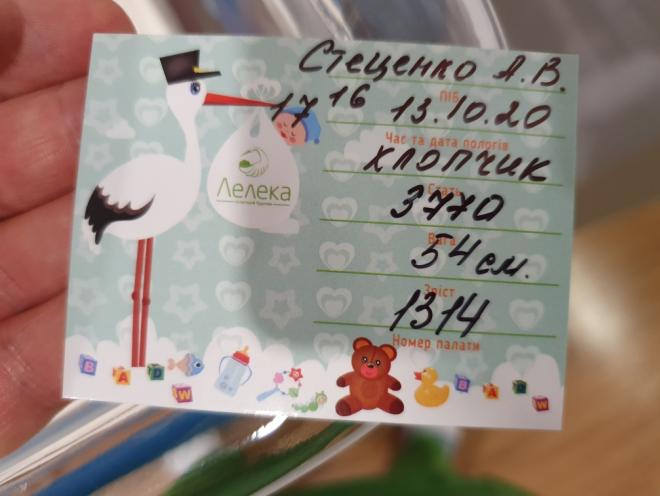 Стеценко А.В.
ПІБ
17 16 13.10.20
Час та дата пологів
хлопчик
Стать
3770
Вага
54 см.
Зріст
1314
Номер палати
Лелека
B A D
W
B A D
W